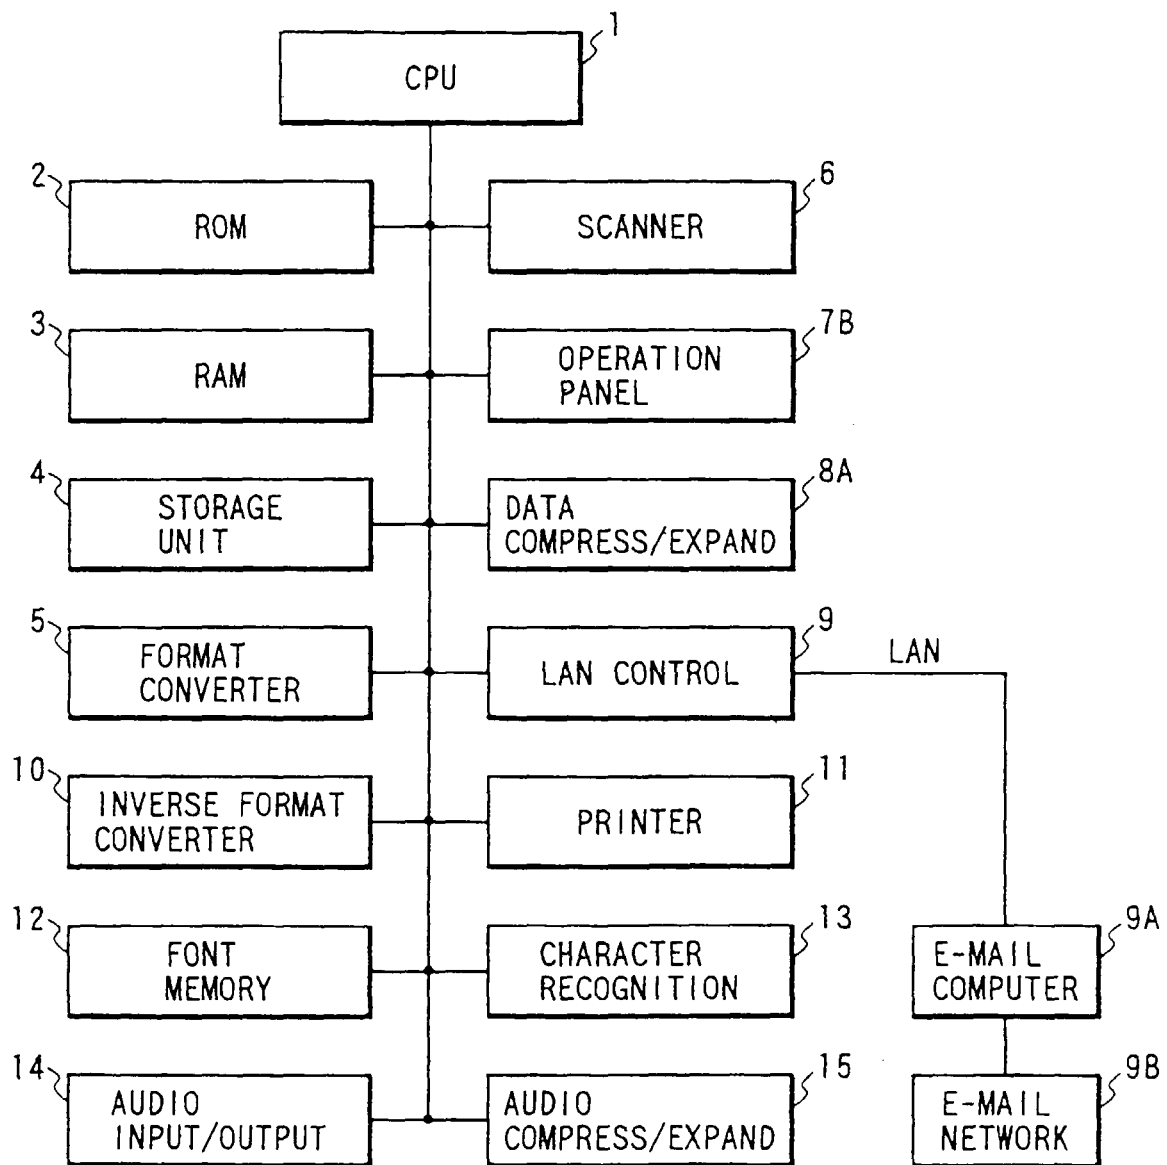 1
CPU
2
ROM
6
SCANNER
3
RAM
7B
OPERATION
PANEL
4
STORAGE
UNIT
8A
DATA
COMPRESS/EXPAND
5
FORMAT
CONVERTER
9
LAN CONTROL
LAN
10
INVERSE FORMAT
CONVERTER
11
PRINTER
12
FONT
MEMORY
13
CHARACTER
RECOGNITION
9A
E-MAIL
COMPUTER
14
AUDIO
INPUT/OUTPUT
15
AUDIO
COMPRESS/EXPAND
9B
E-MAIL
NETWORK